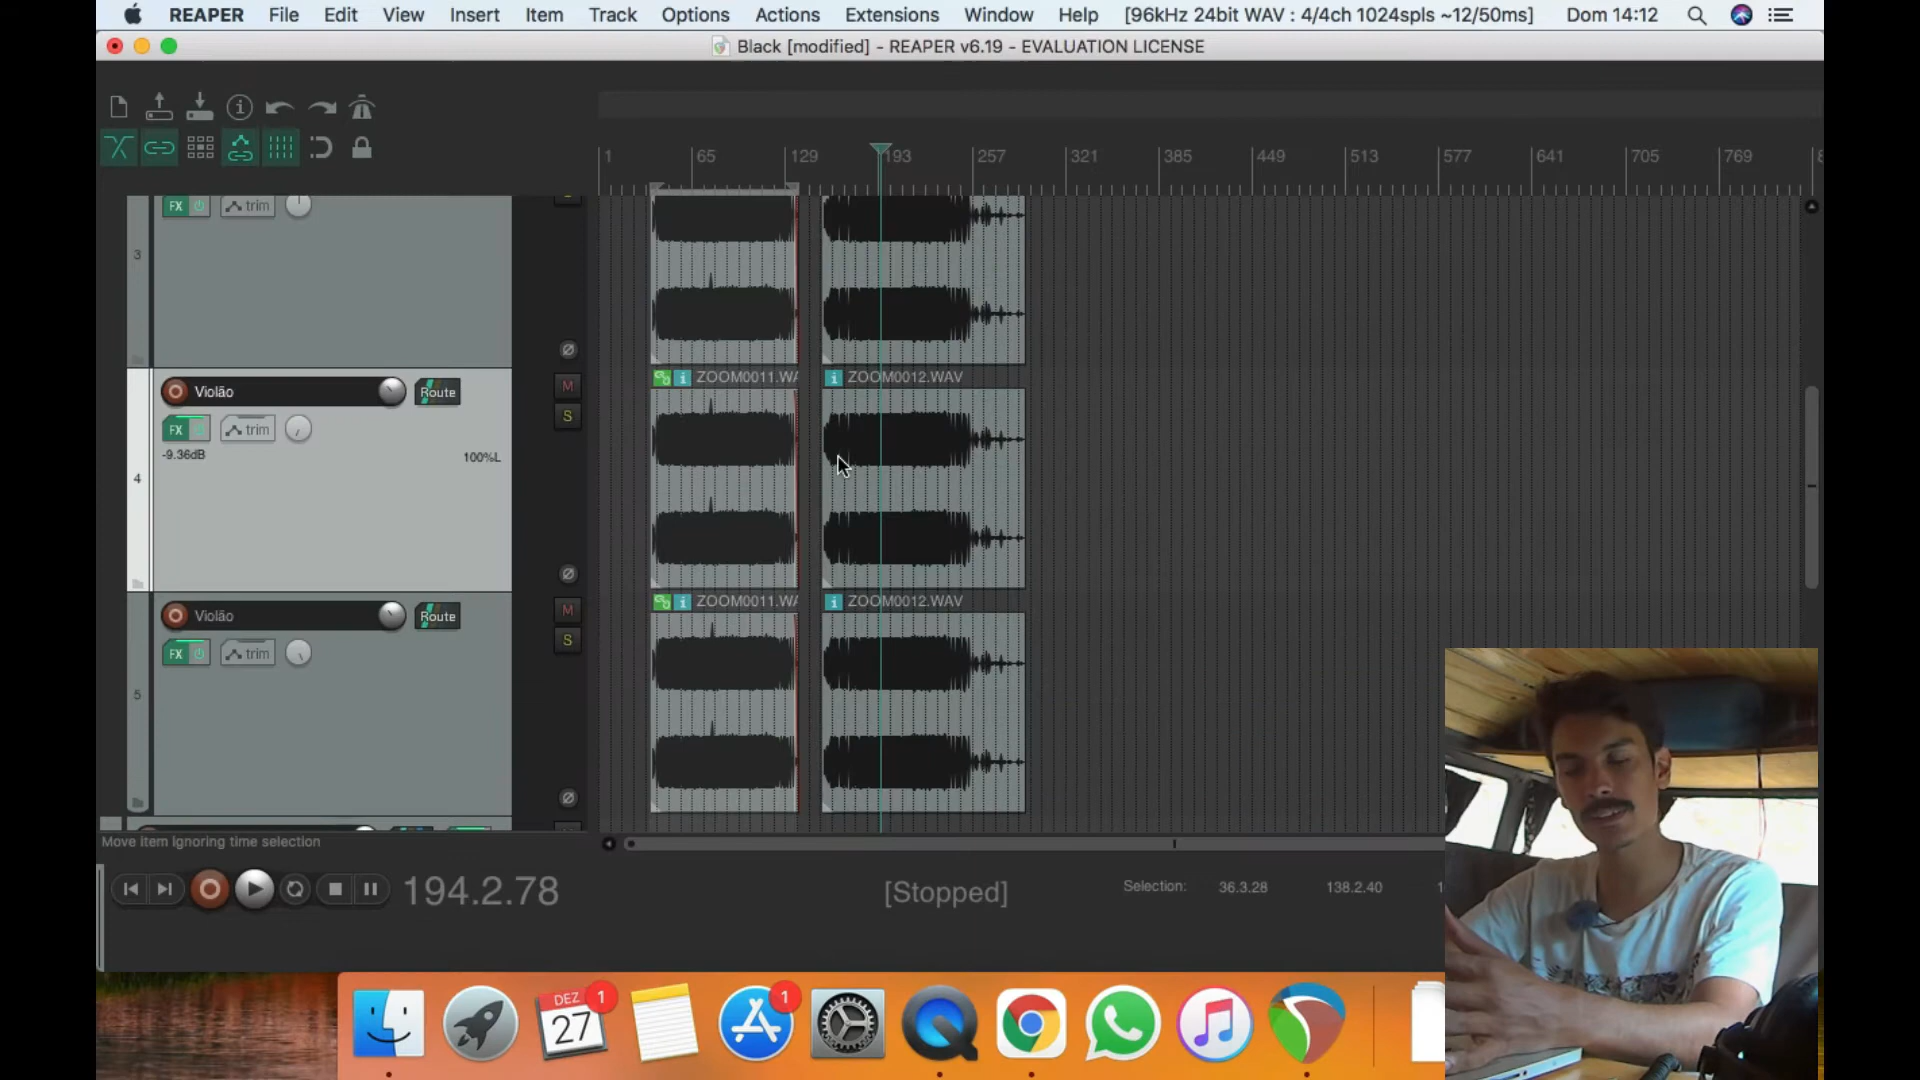 REAPER File Edit View Insert Item Track Options Actions Extensions Window Help [96kHz 24bit WAV : 4/4ch 1024spls ~12/50ms] Dom 14:12
Black [modified] - REAPER v6.19 - EVALUATION LICENSE
1 65 129 193 257 321 385 449 513 577 641 705 769 8
FX trim
3
ZOOM0011.WA ZOOM0012.WAV
Violão Route M
FX trim S
-9.36dB 100%L
4
ZOOM0011.WA ZOOM0012.WAV
Violão Route M
FX trim S
5
Move item Ignoring time selection
194.2.78 [Stopped] Selection: 36.3.28 138.2.40 1
DEZ 1 1
27